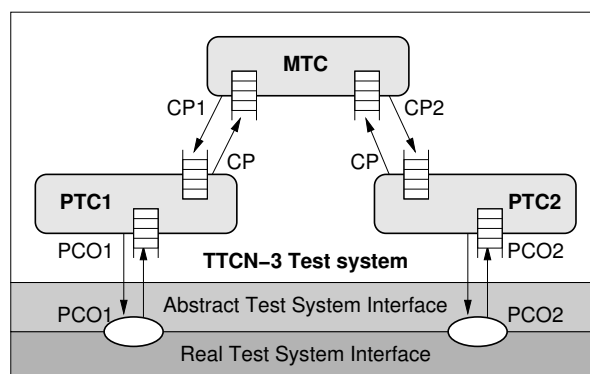 MTC
CP1
CP2
CP
CP
PTC1
PTC2
PCO1
PCO2
TTCN−3 Test system
Abstract Test System Interface
PCO1
PCO2
Real Test System Interface